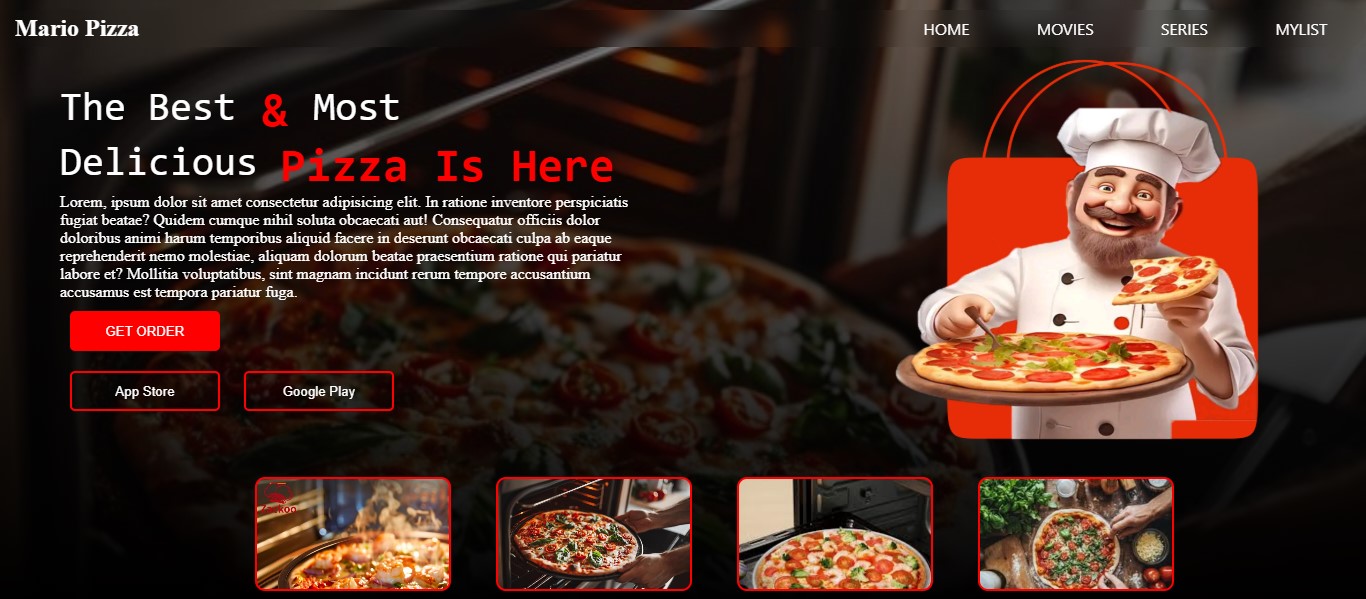 Mario Pizza
HOME MOVIES SERIES MYLIST
The Best & Most
Delicious Pizza Is Here
Lorem, ipsum dolor sit amet consectetur adipisicing elit. In ratione inventore perspiciatis
fugiat beatae? Quidem cumque nihil soluta obcaecati aut! Consequatur officiis dolor
doloribus animi harum temporibus aliquid facere in deserunt obcaecati culpa ab eaque
reprehenderit nemo molestiae, aliquam dolorum beatae praesentium ratione qui pariatur
labore et? Mollitia voluptatibus, sint magnam incidunt rerum tempore accusantium
accusamus est tempora pariatur fuga.
GET ORDER
App Store Google Play